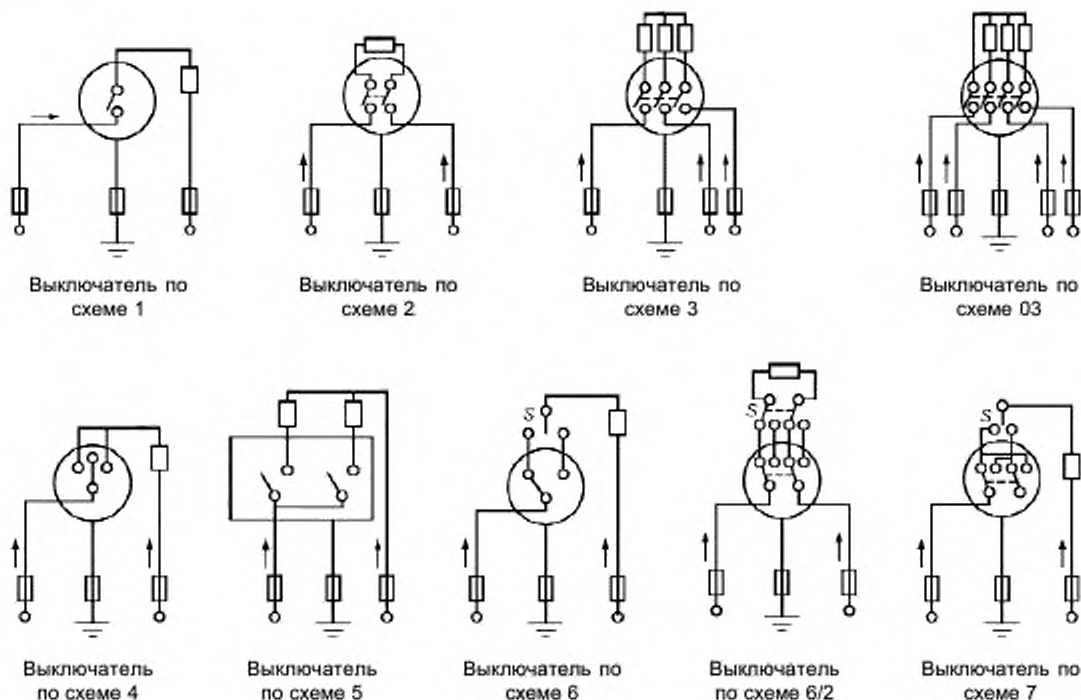 Выключатель по
схеме 1
Выключатель по
схеме 2
Выключатель по
схеме 3
Выключатель по
схеме 03
S
S
S
Выключатель
по схеме 4
Выключатель
по схеме 5
Выключатель по
схеме 6
Выключатель
по схеме 6/2
Выключатель по
схеме 7